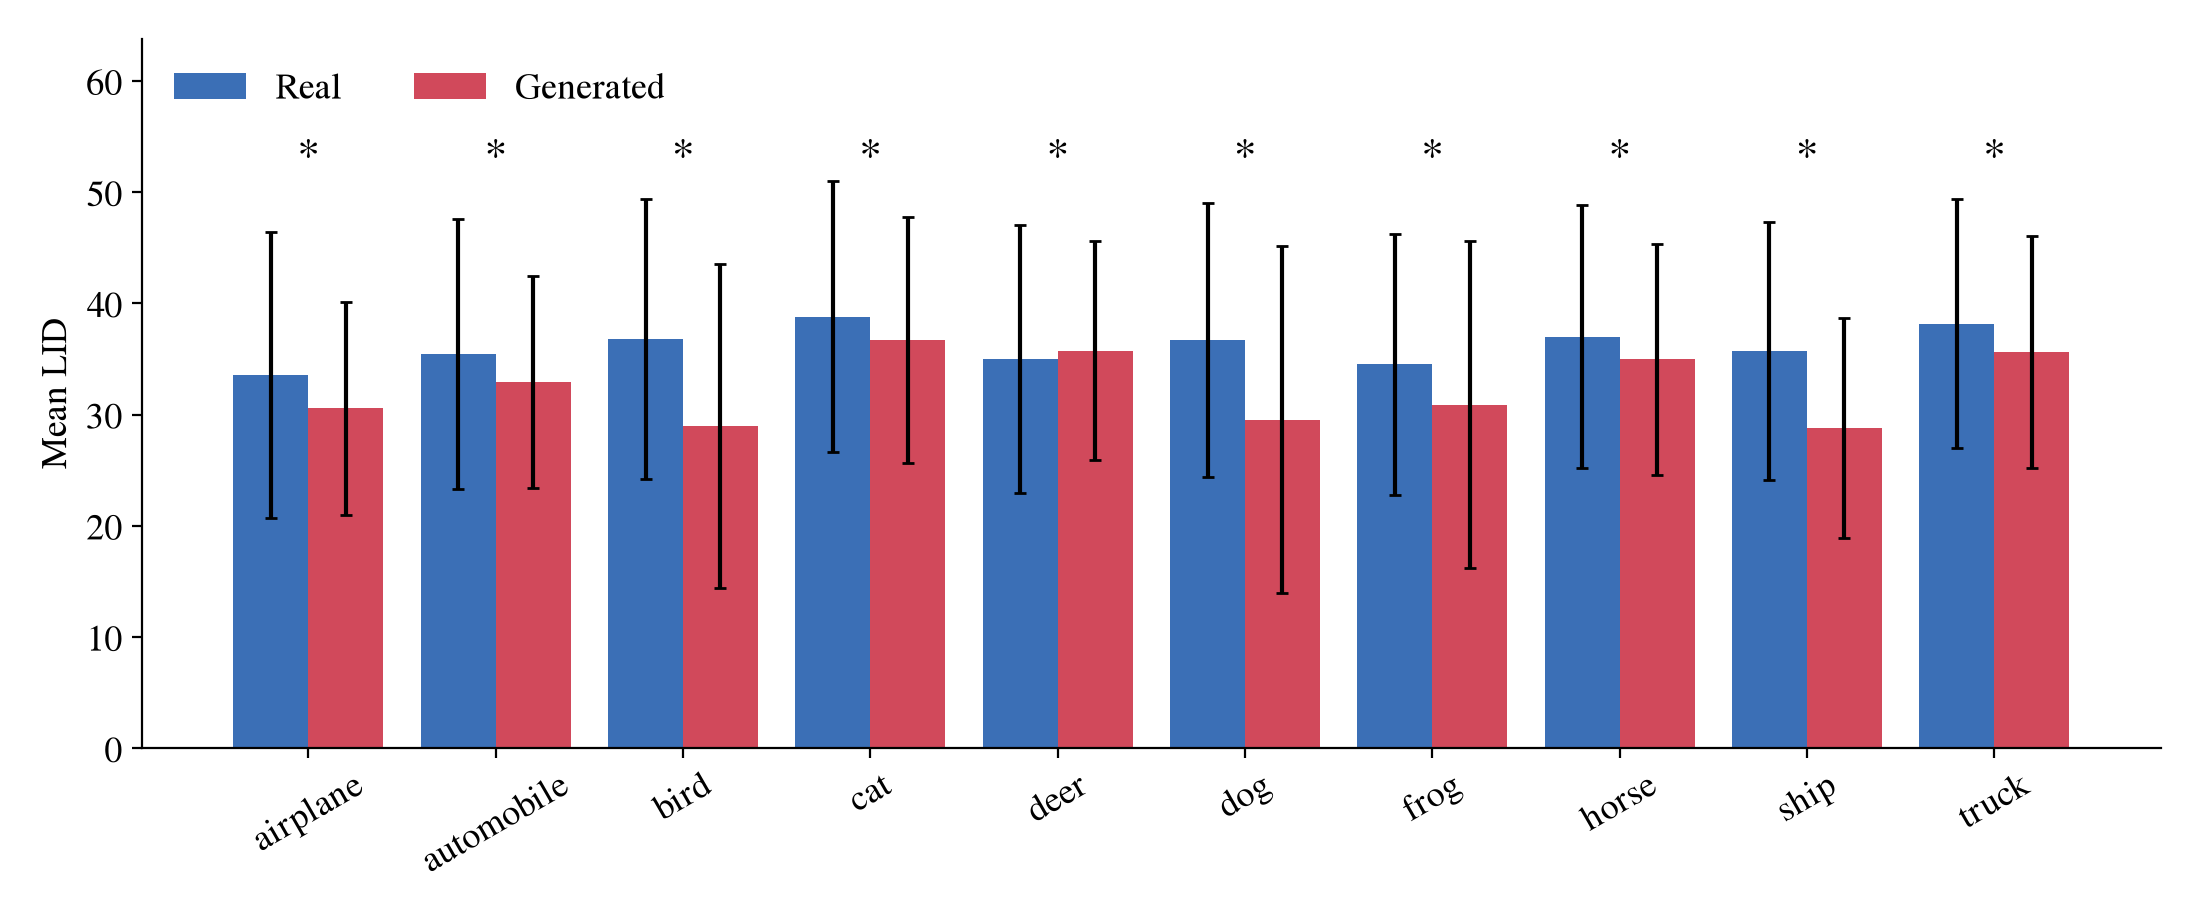 Real Generated
* * * * * * * * * *
60
50
40
30
20
10
0
Mean LID
airplane automobile bird cat deer dog frog horse ship truck